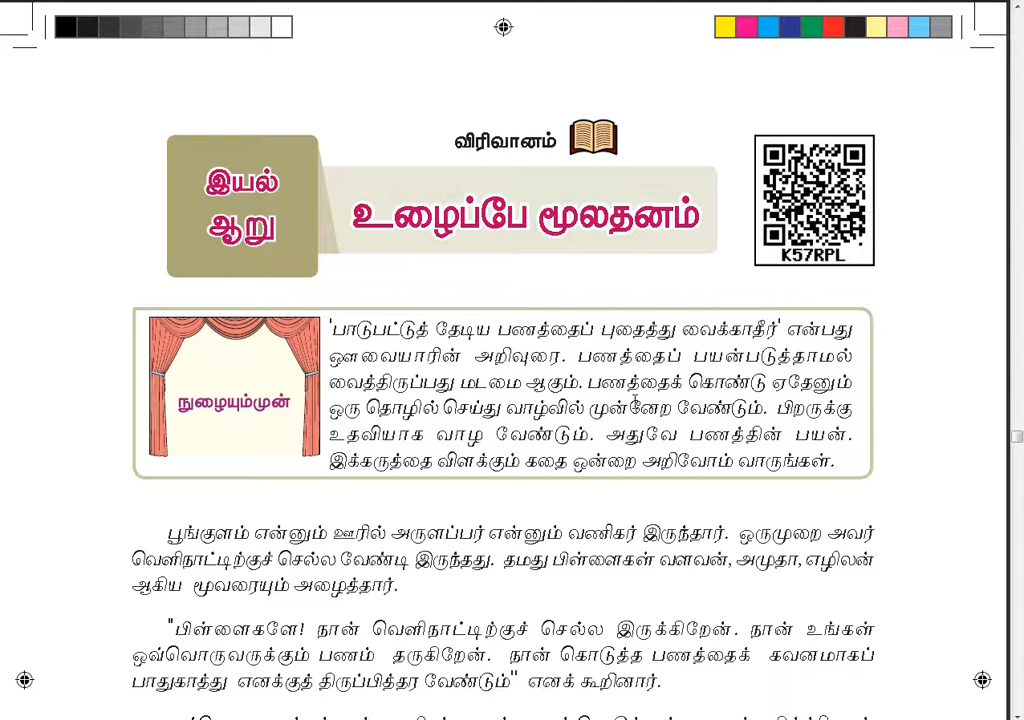 விரிவானம்
இயல்
ஆறு
உழைப்பே மூலதனம்
K57RPL
நுழையும்முன்
'பாடுபட்டுத் தேடிய பணத்தைப் புதைத்து வைக்காதீர்' என்பது
ஔவையாரின் அறிவுரை. பணத்தைப் பயன்படுத்தாமல்
வைத்திருப்பது மடமை ஆகும். பணத்தைக் கொண்டு ஏதேனும்
ஒரு தொழில் செய்து வாழ்வில் முன்னேற வேண்டும். பிறருக்கு
உதவியாக வாழ வேண்டும். அதுவே பணத்தின் பயன்.
இக்கருத்தை விளக்கும் கதை ஒன்றை அறிவோம் வாருங்கள்.
பூங்குளம் என்னும் ஊரில் அருளப்பர் என்னும் வணிகர் இருந்தார். ஒருமுறை அவர்
வெளிநாட்டிற்குச் செல்ல வேண்டி இருந்தது. தமது பிள்ளைகள் வளவன், அமுதா, எழிலன்
ஆகிய மூவரையும் அழைத்தார்.
"பிள்ளைகளே! நான் வெளிநாட்டிற்குச் செல்ல இருக்கிறேன். நான் உங்கள்
ஒவ்வொருவருக்கும் பணம் தருகிறேன். நான் கொடுத்த பணத்தைக் கவனமாகப்
பாதுகாத்து எனக்குத் திருப்பித்தர வேண்டும்" எனக் கூறினார்.